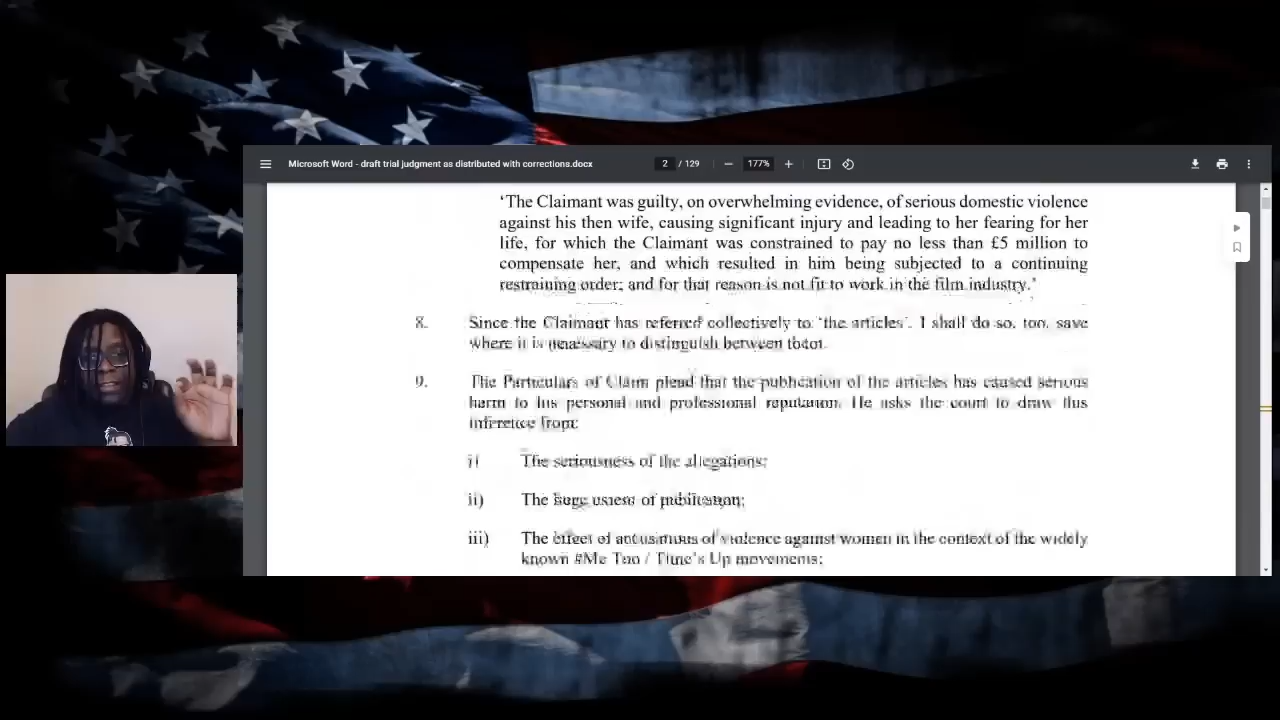 Microsoft Word - draft trial judgment as distributed with corrections.docx
2 / 129
177%
‘The Claimant was guilty, on overwhelming evidence, of serious domestic violence
against his then wife, causing significant injury and leading to her fearing for her
life, for which the Claimant was constrained to pay no less than £5 million to
compensate her, and which resulted in him being subjected to a continuing
restraining order; and for that reason is not fit to work in the film industry.’
8. Since the Claimant has referred collectively to ‘the articles’. I shall do so, too, save
where it is necessary to distinguish between
9. The Particulars of Claim plead that the publication of the articles has caused serious
harm to his personal and professional reputation. He asks the court to draw this
inference from:
i) The seriousness of the allegations;
ii) The huge of publication;
iii) The effect of accusations of violence against women in the context of the widely
known #Me Too / Time's Up movements;